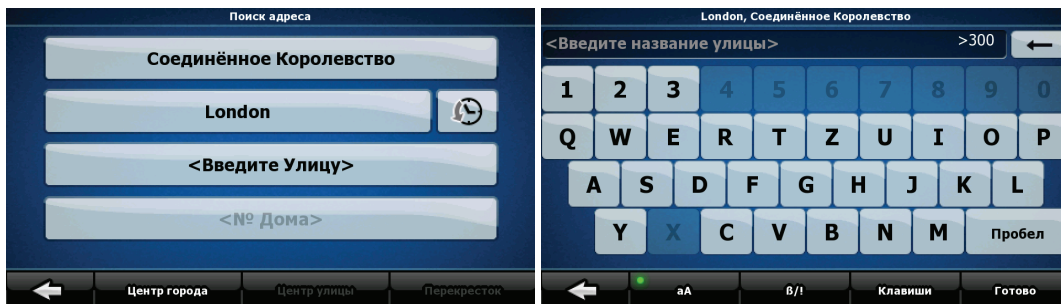 Поиск адреса
Соединённое Королевство
London
<Введите Улицу>
<№ Дома>
Центр города Центр улицы Перекресток
London, Соединённое Королевство
<Введите название улицы> >300
1 2 3 4 5 6 7 8 9 0
Q W E R T Z U I O P
A S D F G H J K L
Y X C V B N M Пробел
aA ß/! Клавиши Готово